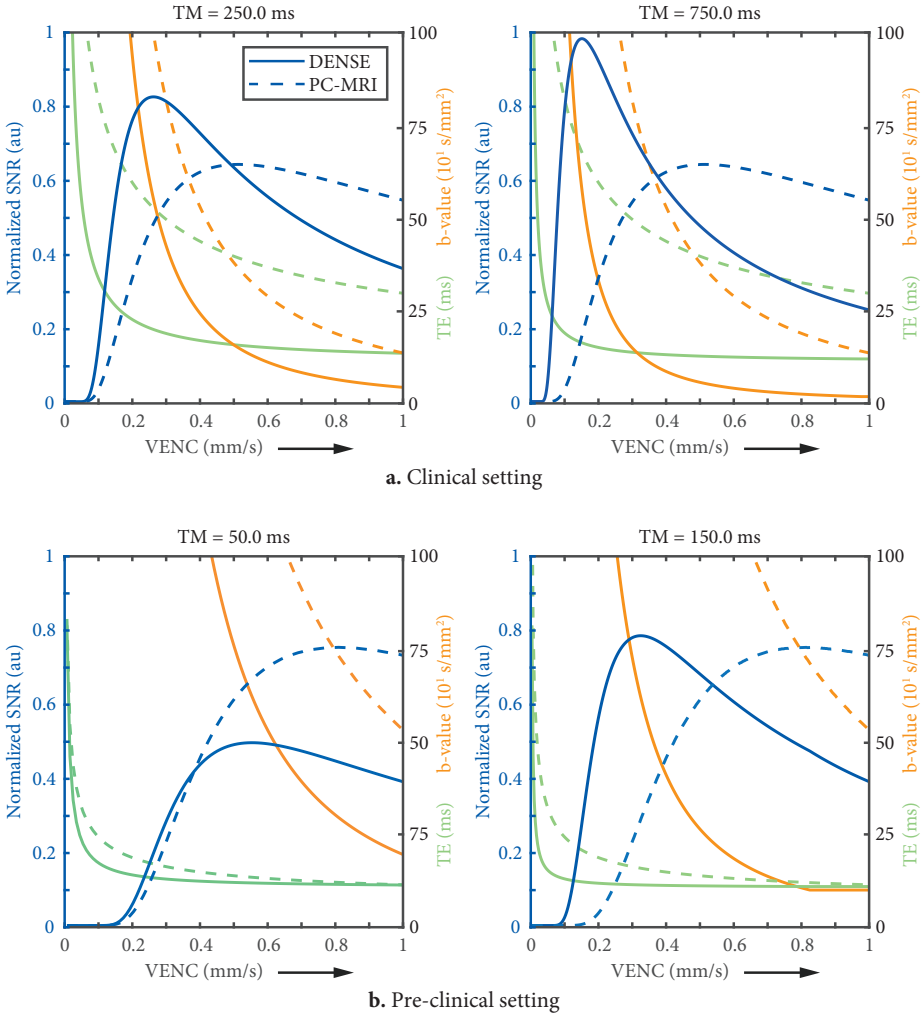 TM = 250.0 ms
TM = 750.0 ms
1
0.8
0.6
0.4
0.2
0
Normalized SNR (au)
DENSE
PC-MRI
100
75
50
25
0
b-value (10¹ s/mm²)
TE (ms)
0 0.2 0.4 0.6 0.8 1
VENC (mm/s)
1
0.8
0.6
0.4
0.2
0
Normalized SNR (au)
100
75
50
25
0
b-value (10¹ s/mm²)
TE (ms)
0 0.2 0.4 0.6 0.8 1
VENC (mm/s)
a. Clinical setting
TM = 50.0 ms
TM = 150.0 ms
1
0.8
0.6
0.4
0.2
0
Normalized SNR (au)
100
75
50
75
0
b-value (10¹ s/mm²)
TE (ms)
0 0.2 0.4 0.6 0.8 1
VENC (mm/s)
1
0.8
0.6
0.4
0.2
0
Normalized SNR (au)
100
75
50
25
0
b-value (10¹ s/mm²)
TE (ms)
0 0.2 0.4 0.6 0.8 1
VENC (mm/s)
b. Pre-clinical setting